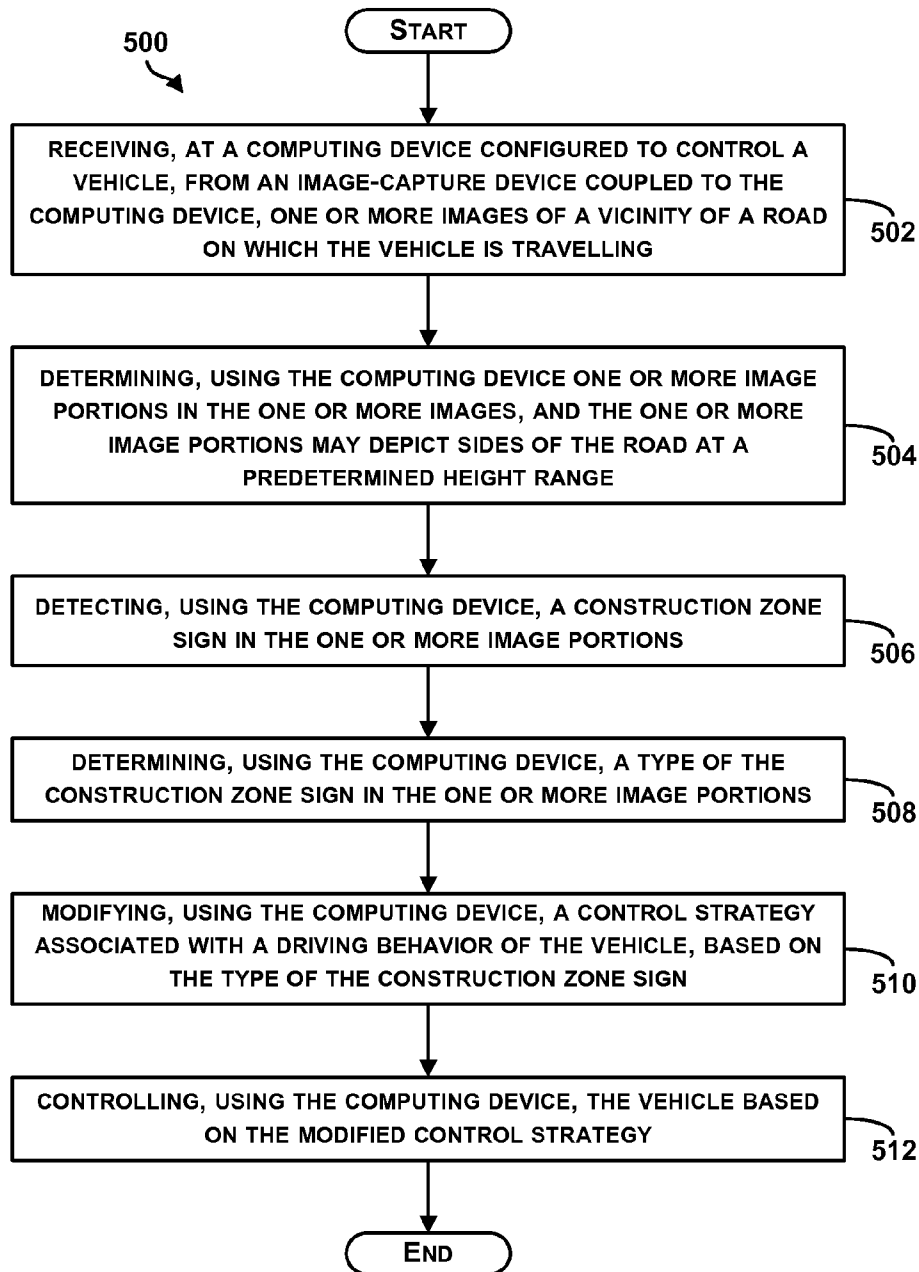 START
500
RECEIVING, AT A COMPUTING DEVICE CONFIGURED TO CONTROL A
VEHICLE, FROM AN IMAGE-CAPTURE DEVICE COUPLED TO THE
COMPUTING DEVICE, ONE OR MORE IMAGES OF A VICINITY OF A ROAD
ON WHICH THE VEHICLE IS TRAVELLING
502
DETERMINING, USING THE COMPUTING DEVICE ONE OR MORE IMAGE
PORTIONS IN THE ONE OR MORE IMAGES, AND THE ONE OR MORE
IMAGE PORTIONS MAY DEPICT SIDES OF THE ROAD AT A
PREDETERMINED HEIGHT RANGE
504
DETECTING, USING THE COMPUTING DEVICE, A CONSTRUCTION ZONE
SIGN IN THE ONE OR MORE IMAGE PORTIONS
506
DETERMINING, USING THE COMPUTING DEVICE, A TYPE OF THE
CONSTRUCTION ZONE SIGN IN THE ONE OR MORE IMAGE PORTIONS
508
MODIFYING, USING THE COMPUTING DEVICE, A CONTROL STRATEGY
ASSOCIATED WITH A DRIVING BEHAVIOR OF THE VEHICLE, BASED ON
THE TYPE OF THE CONSTRUCTION ZONE SIGN
510
CONTROLLING, USING THE COMPUTING DEVICE, THE VEHICLE BASED
ON THE MODIFIED CONTROL STRATEGY
512
END